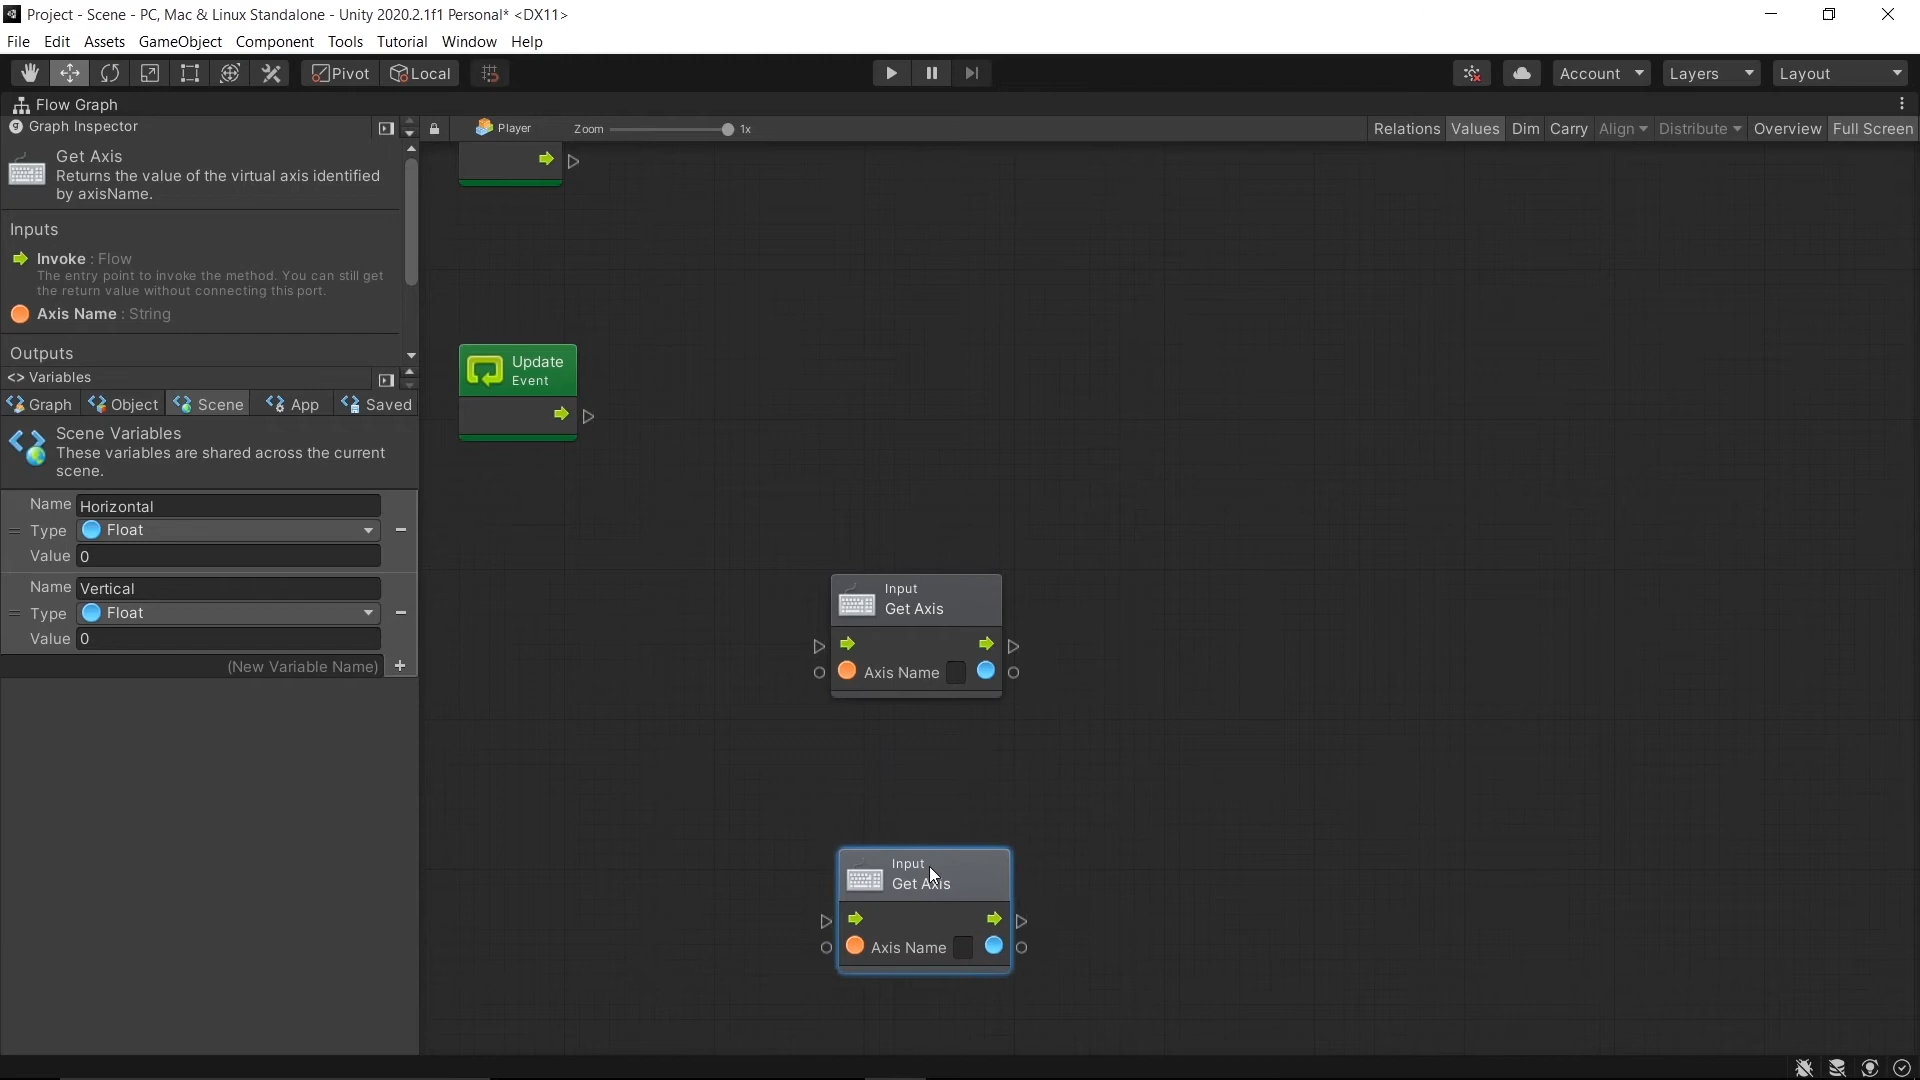 Project - Scene - PC, Mac & Linux Standalone - Unity 2020.2.1f1 Personal* <DX11>
File Edit Assets GameObject Component Tools Tutorial Window Help
Pivot Local Account Layers Layout
Flow Graph
Graph Inspector
Player Zoom 1x Relations Values Dim Carry Align Distribute Overview Full Screen
Get Axis
Returns the value of the virtual axis identified
by axisName.
Inputs
Invoke : Flow
The entry point to invoke the method. You can still get
the return value without connecting this port.
Axis Name : String
Outputs
<> Variables
Graph Object Scene App Saved
Scene Variables
These variables are shared across the current
scene.
Name Horizontal
Type Float
Value 0
Name Vertical
Type Float
Value 0
(New Variable Name) +
Update
Event
Input
Get Axis
Axis Name
Input
Get Axis
Axis Name